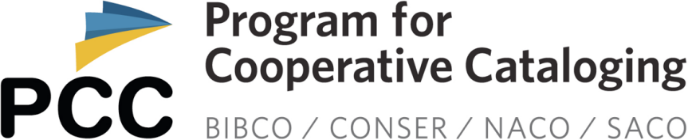 PCC
Program for
Cooperative Cataloging
BIBCO / CONSER / NACO / SACO